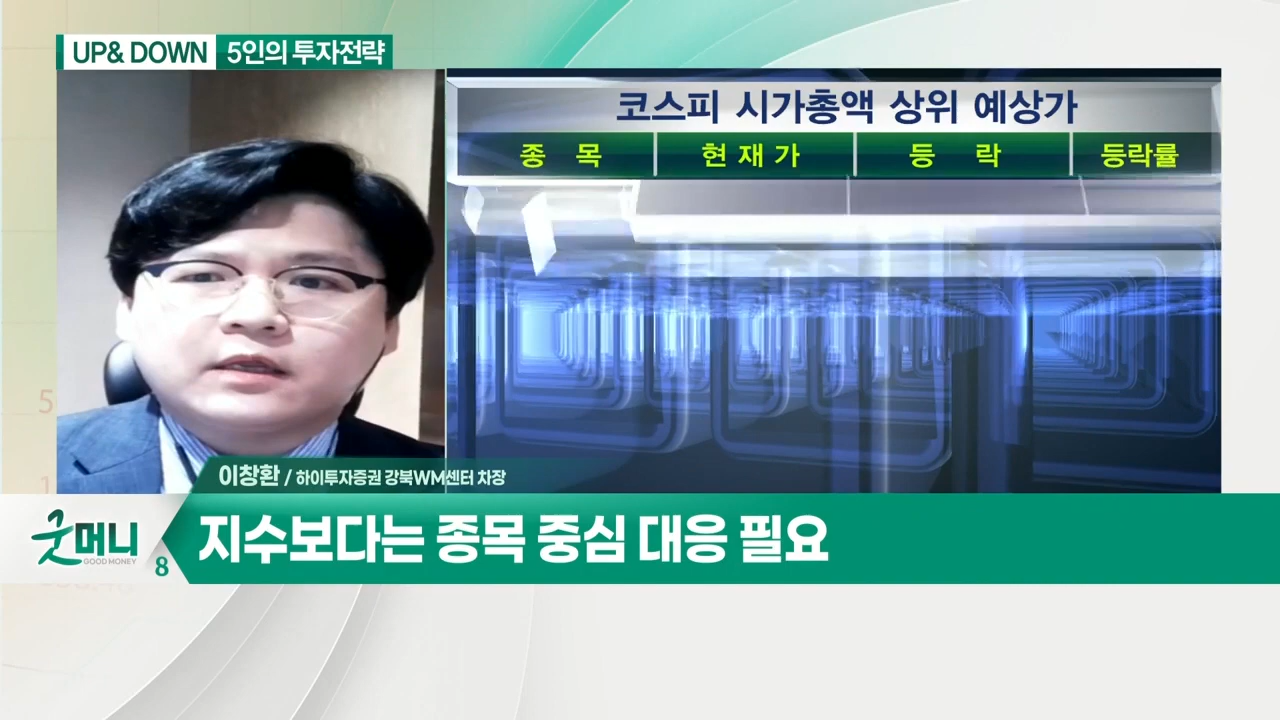 UP& DOWN 5인의 투자전략
코스피 시가총액 상위 예상가
종 목 현재가 등 락 등락률
이창환 / 하이투자증권 강북WM센터 차장
굿머니
GOOD MONEY
8
지수보다는 종목 중심 대응 필요